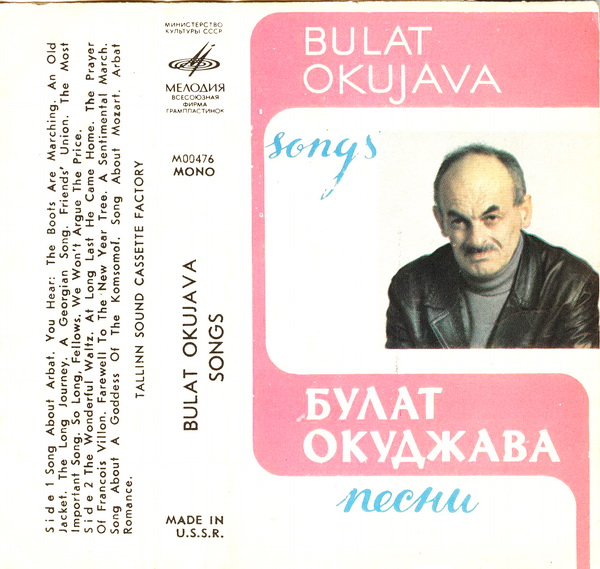 Side 1 Song About Arbat. You Hear: The Boots Are Marching. An Old
Jacket. The Long Journey. A Georgian Song. Friends' Union. The Most
Important Song. So Long, Fellows. We Won't Argue The Price.
Side 2 The Wonderful Waltz. At Long Last He Came Home. The Prayer
Of Francois Villon. Farewell To The New Year Tree. A Sentimental March.
Song About A Goddess Of The Komsomol. Song About Mozart. Arbat
Romance.
TALLINN SOUND CASSETTE FACTORY
МИНИСТЕРСТВО
КУЛЬТУРЫ СССР
МЕЛОДИЯ
ВСЕСОЮЗНАЯ
ФИРМА
ГРАМПЛАСТИНОК
M00476
MONO
BULAT OKUJAVA
SONGS
MADE IN
U.S.S.R.
BULAT
OKUJAVA
songs
БУЛАТ
ОКУДЖАВА
песни